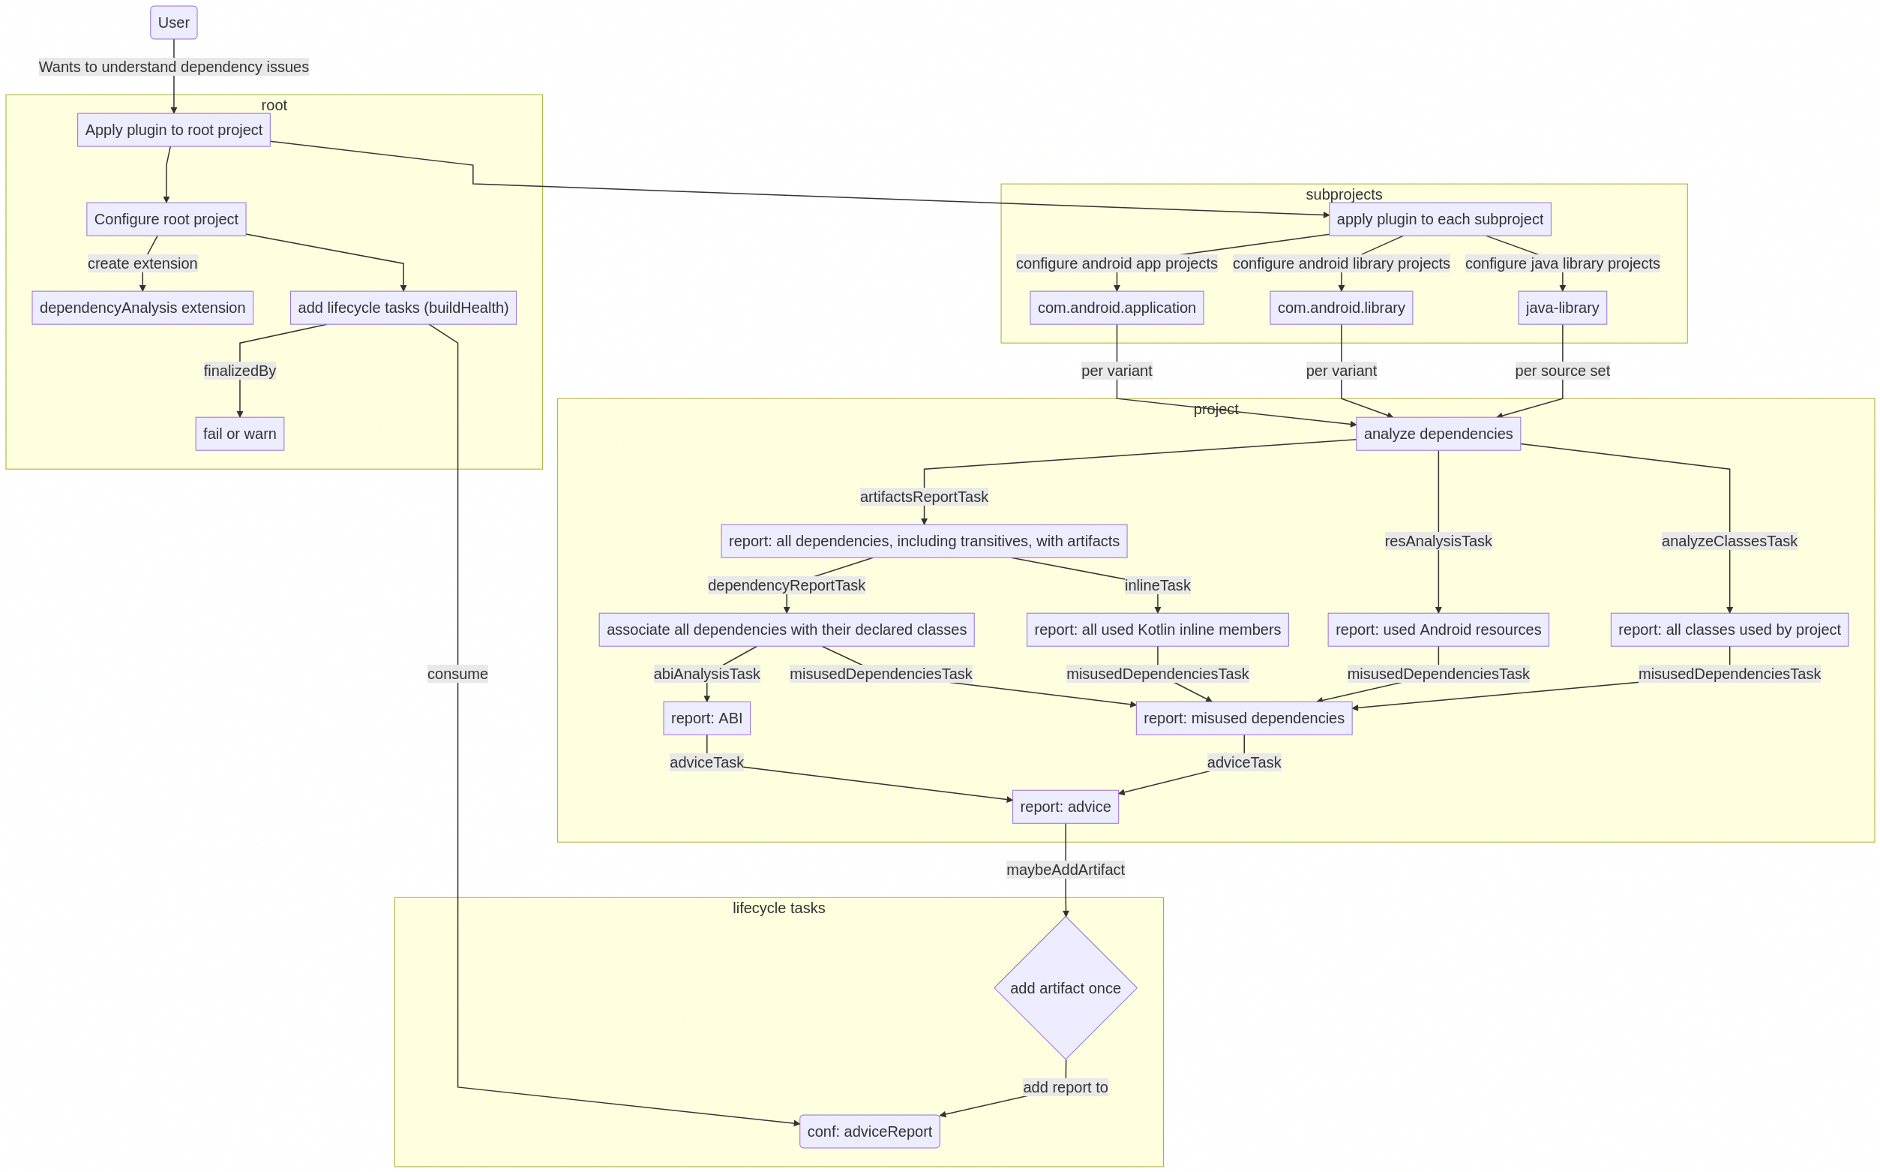 User
Wants to understand dependency issues
root
Apply plugin to root project
subprojects
Configure root project
apply plugin to each subproject
create extension
configure android app projects
configure android library projects
configure java library projects
dependencyAnalysis extension
add lifecycle tasks (buildHealth)
com.android.application
com.android.library
java-library
finalizedBy
per variant
per variant
per source set
project
fail or warn
analyze dependencies
artifactsReportTask
report: all dependencies, including transitives, with artifacts
resAnalysisTask
analyzeClassesTask
dependencyReportTask
inlineTask
associate all dependencies with their declared classes
report: all used Kotlin inline members
report: used Android resources
report: all classes used by project
consume
abiAnalysisTask
misusedDependenciesTask
misusedDependenciesTask
misusedDependenciesTask
misusedDependenciesTask
report: ABI
report: misused dependencies
adviceTask
adviceTask
report: advice
maybeAddArtifact
lifecycle tasks
add artifact once
add report to
conf: adviceReport